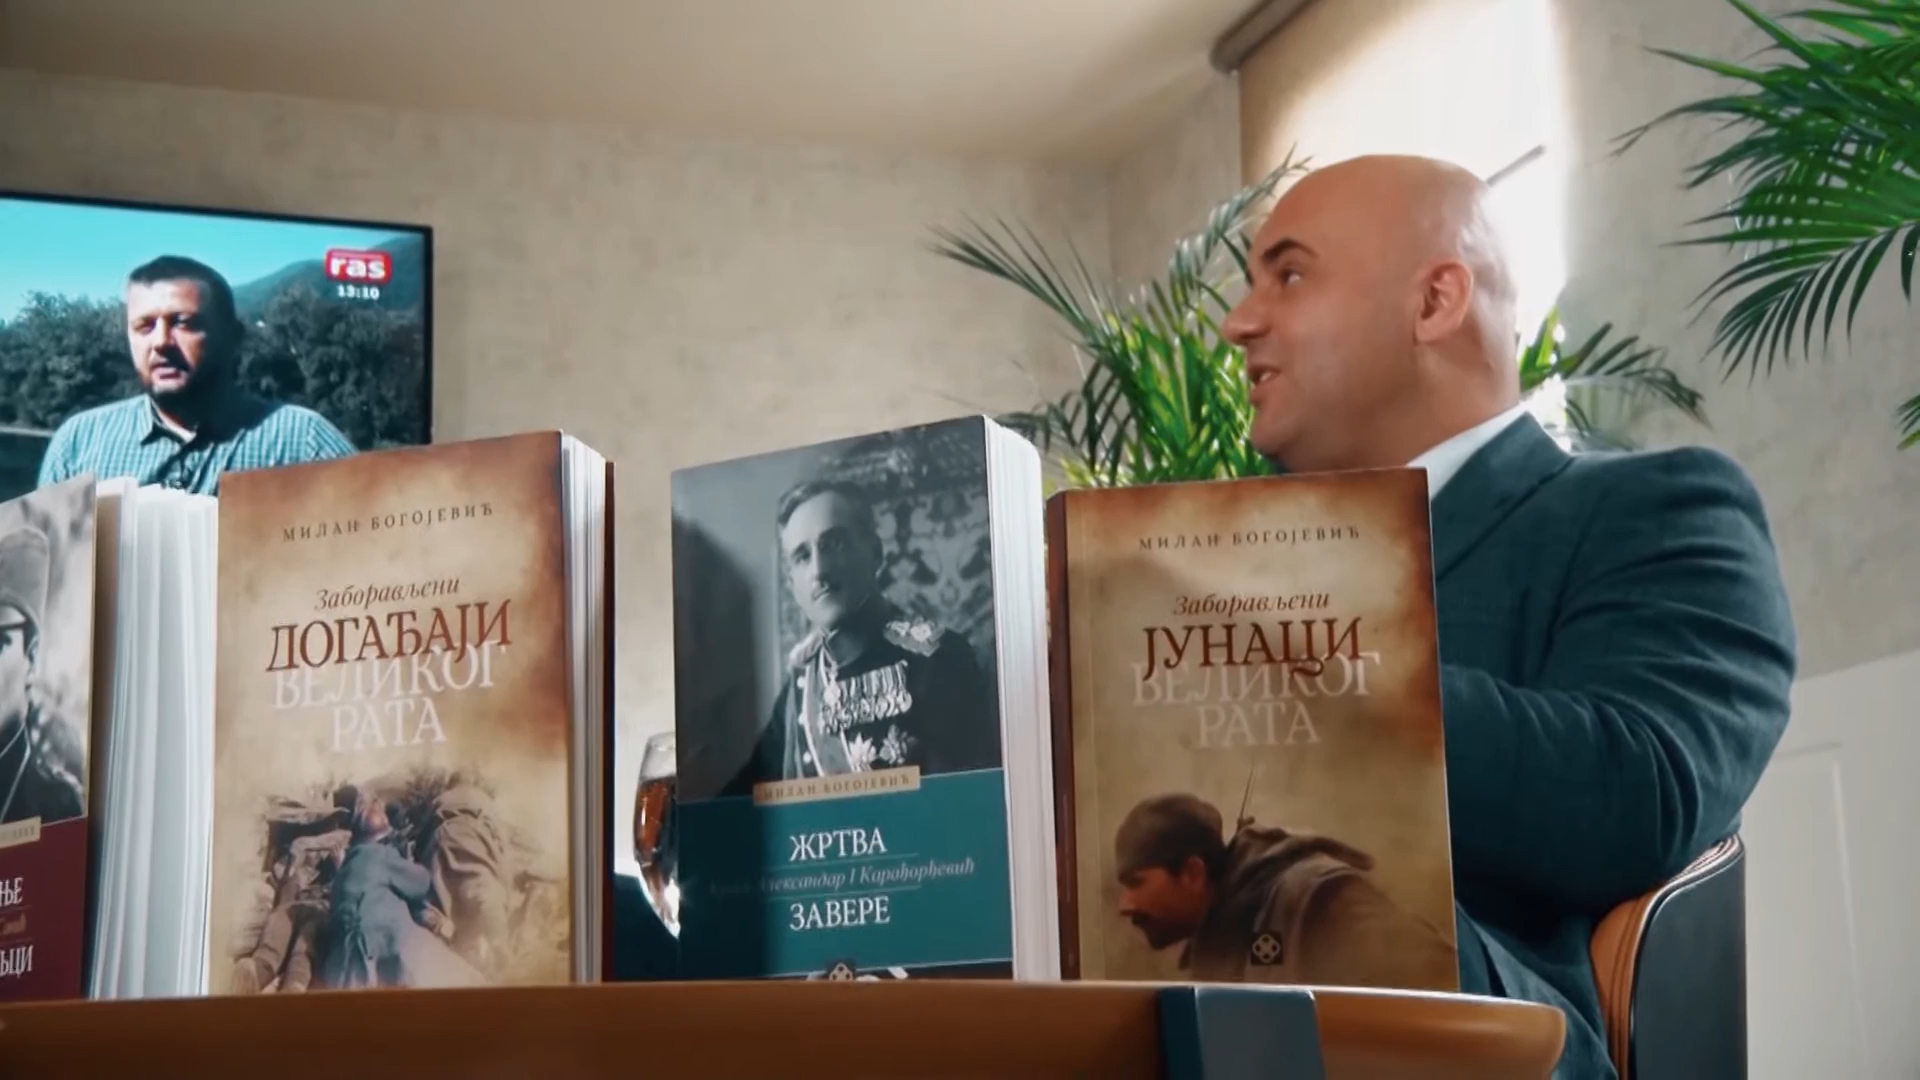 ras
13:10
МИЛАН БОГОЈЕВИЋ
Заборављени
ДОГАЂАЈИ
ВЕЛИКОГ
РАТА
МИЛАН БОГОЈЕВИЋ
ЖРТВА
Александар I Карађорђевић
ЗАВЕРЕ
МИЛАН БОГОЈЕВИЋ
Заборављени
ЈУНАЦИ
ВЕЛИКОГ
РАТА